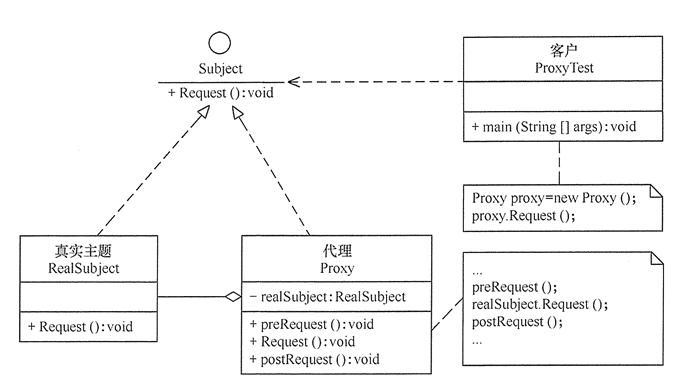 Subject
+ Request ():void
客户
ProxyTest
+ main (String [] args):void
Proxy proxy=new Proxy ();
proxy.Request ();
真实主题
RealSubject
+ Request ():void
代理
Proxy
- realSubject:RealSubject
+ preRequest ():void
+ Request ():void
+ postRequest ():void
...
preRequest ();
realSubject.Request ();
postRequest ();
...